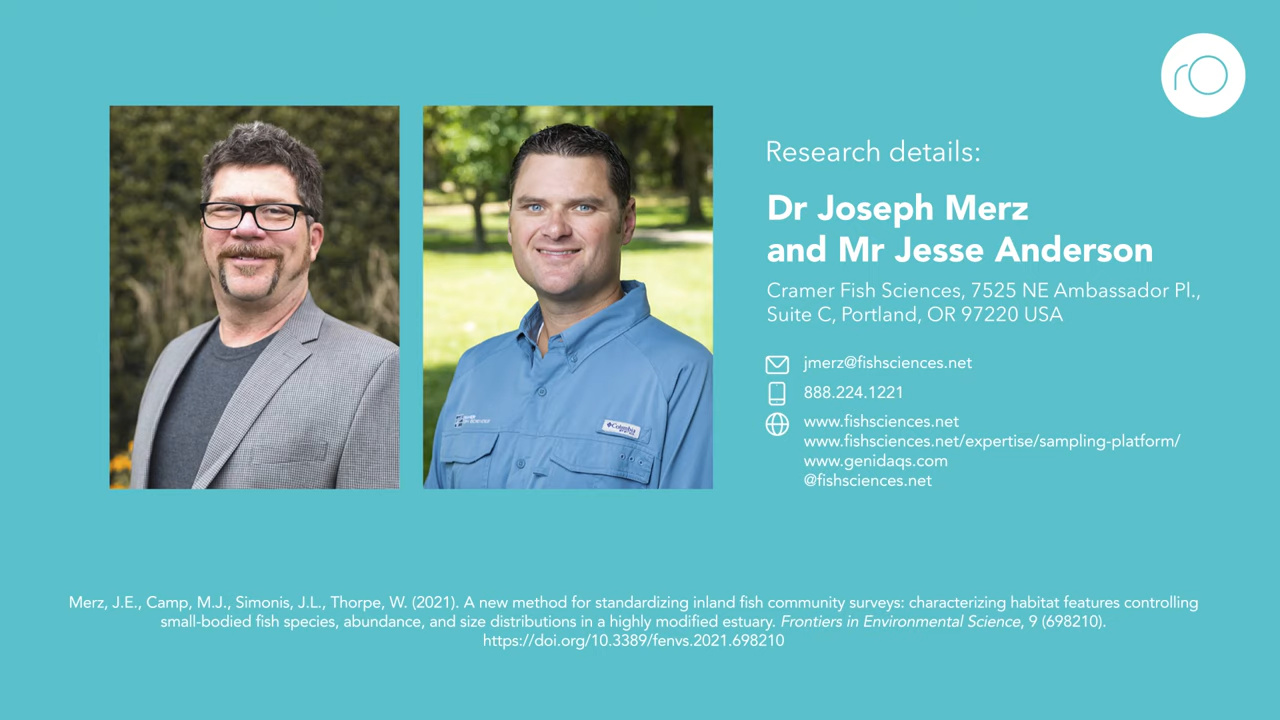 rO
Research details:
Dr Joseph Merz
and Mr Jesse Anderson
Cramer Fish Sciences, 7525 NE Ambassador Pl.,
Suite C, Portland, OR 97220 USA
jmerz@fishsciences.net
888.224.1221
www.fishsciences.net
www.fishsciences.net/expertise/sampling-platform/
www.genidaqs.com
@fishsciences.net
Columbia
Merz, J.E., Camp, M.J., Simonis, J.L., Thorpe, W. (2021). A new method for standardizing inland fish community surveys: characterizing habitat features controlling
small-bodied fish species, abundance, and size distributions in a highly modified estuary. Frontiers in Environmental Science, 9 (698210).
https://doi.org/10.3389/fenvs.2021.698210